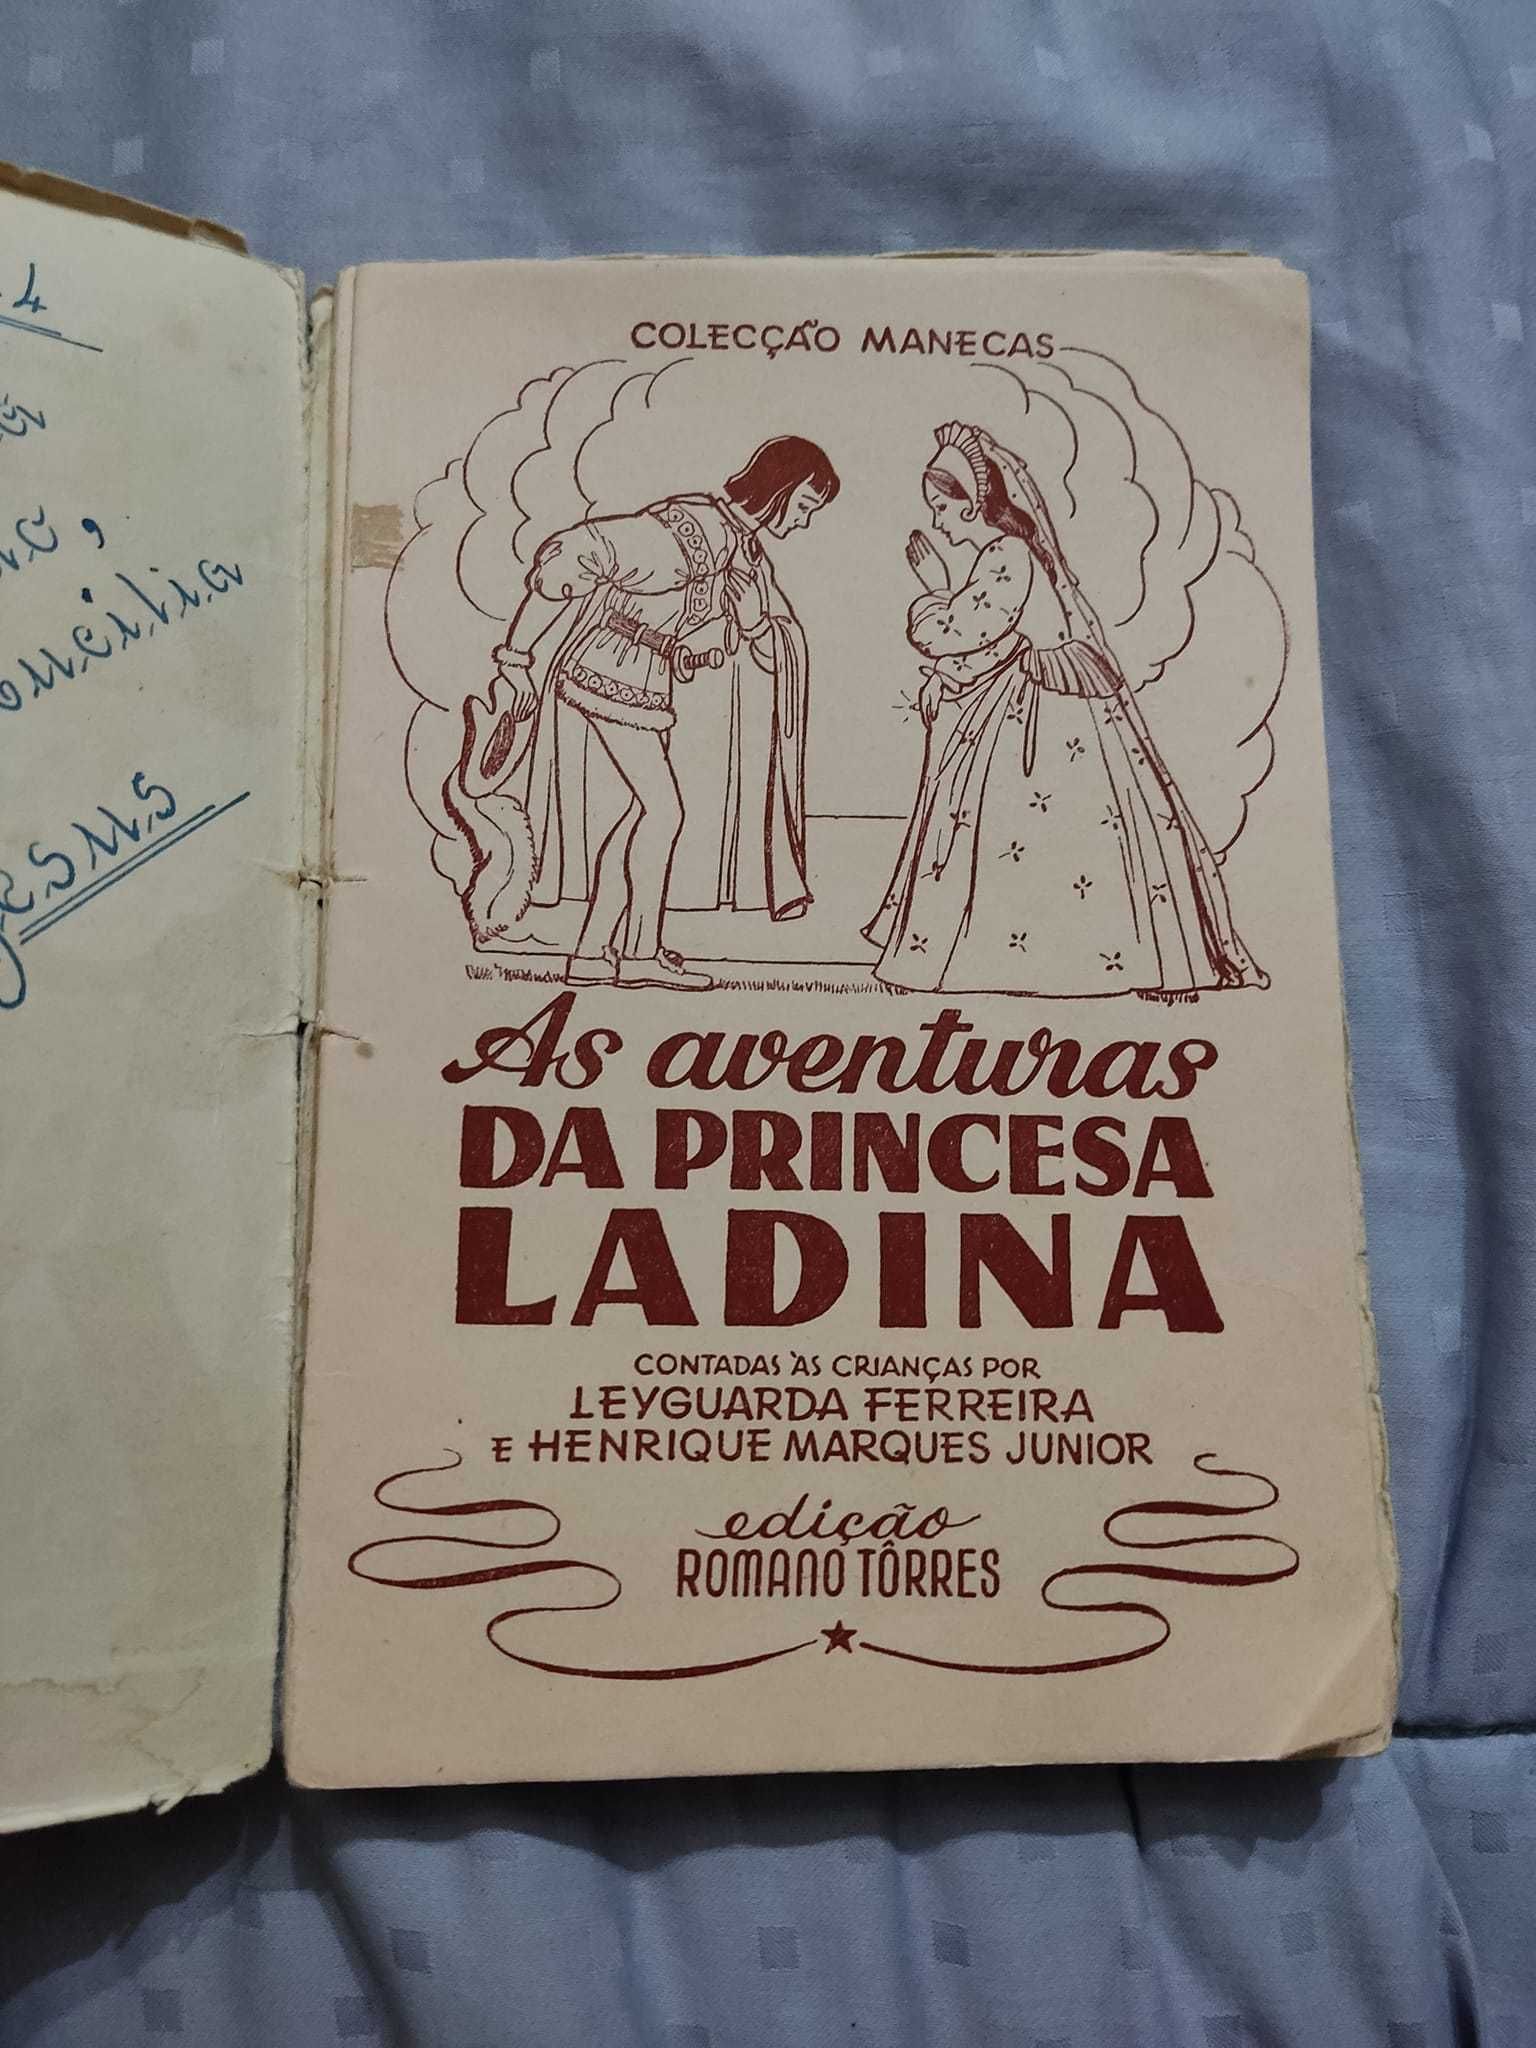 COLECÇÃO MANECAS
As aventuras
DA PRINCESA
LADINA
CONTADAS ÀS CRIANÇAS POR
LEYGUARDA FERREIRA
E HENRIQUE MARQUES JUNIOR
edição
ROMANO TÔRRES